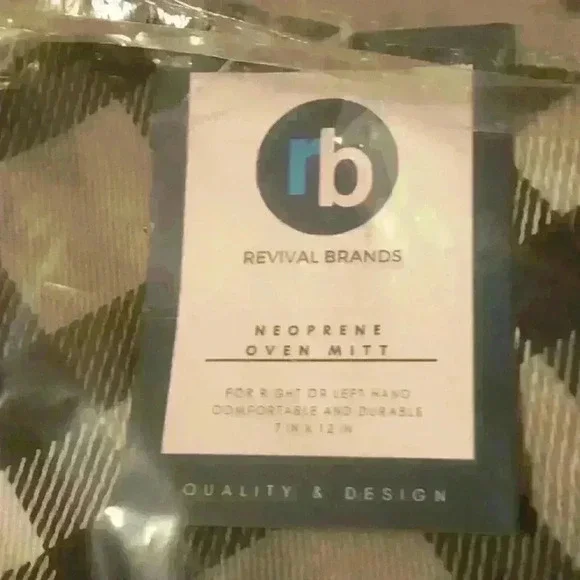 rb
REVIVAL BRANDS
NEOPRENE
OVEN MITT
FOR RIGHT OR LEFT HAND
COMFORTABLE AND DURABLE
7 IN X 12 IN
QUALITY & DESIGN